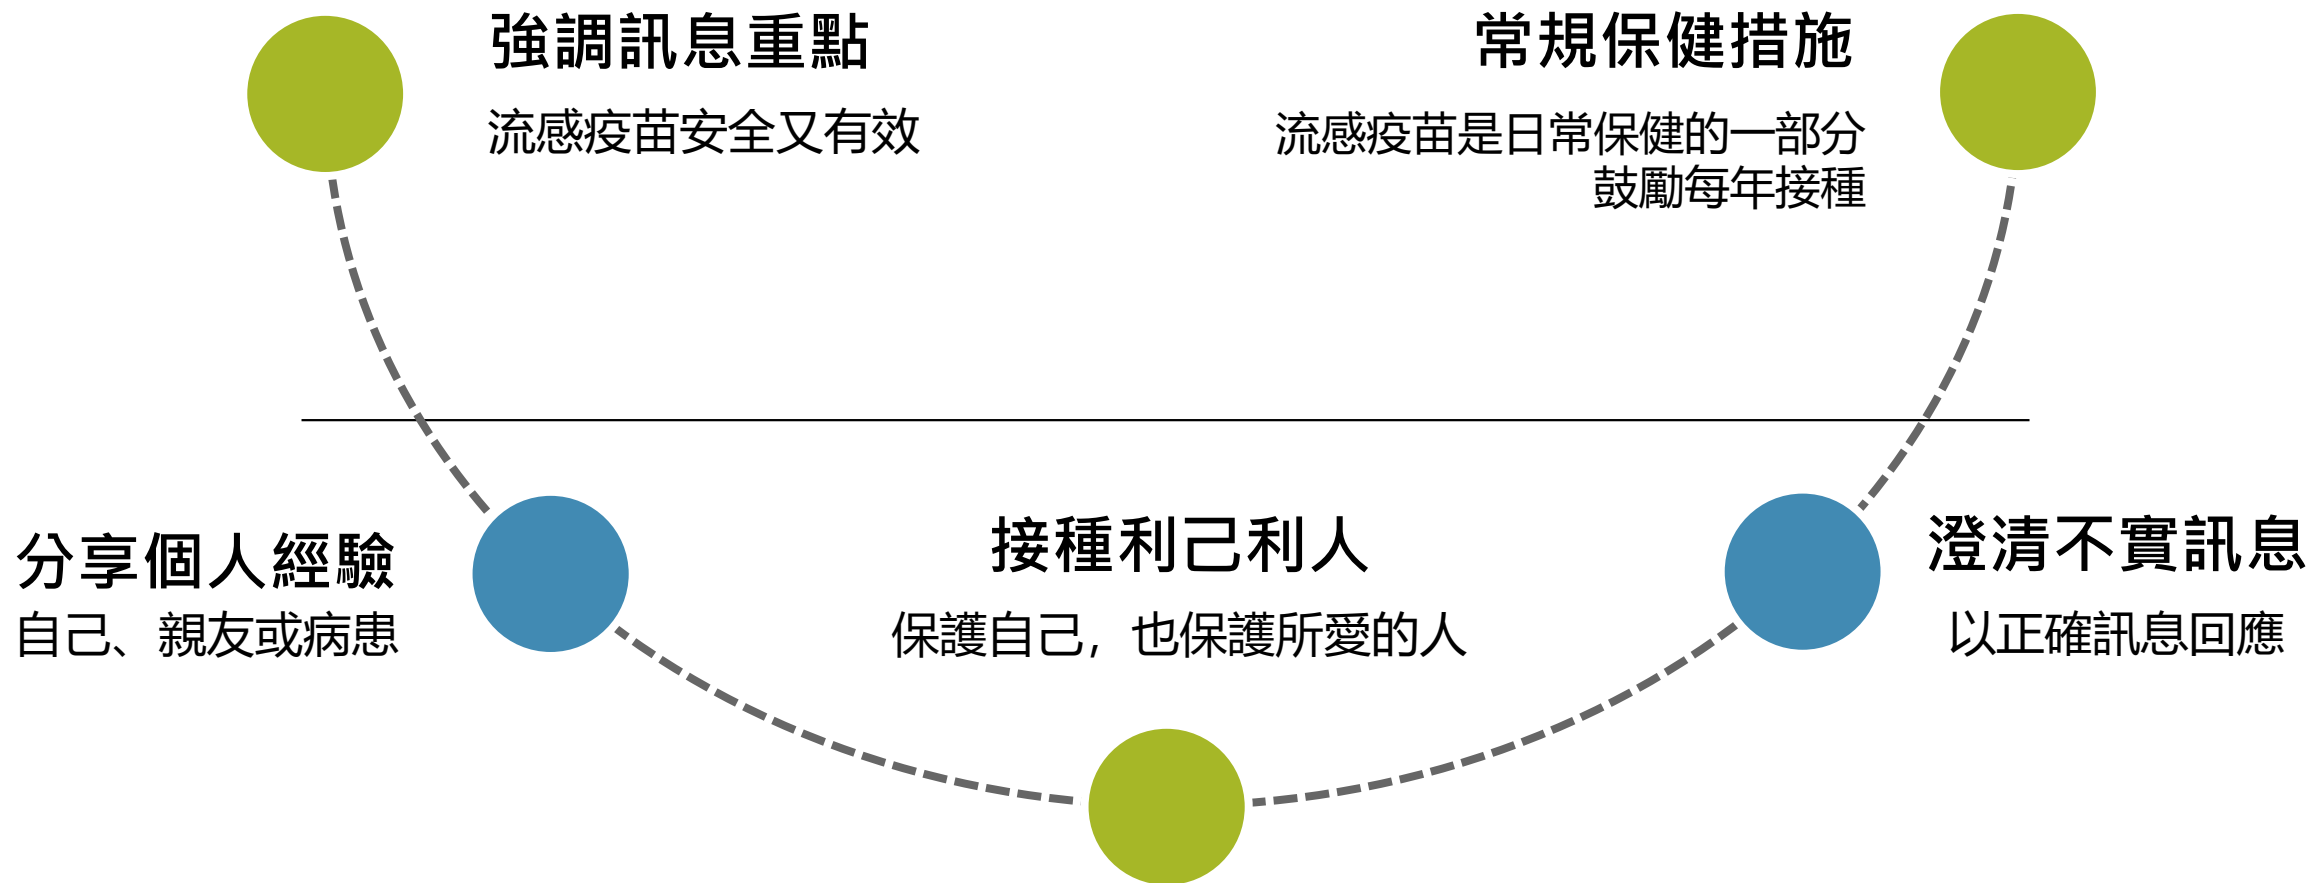 強調訊息重點
流感疫苗安全又有效
常規保健措施
流感疫苗是日常保健的一部分
鼓勵每年接種
分享個人經驗
自己、親友或病患
接種利己利人
保護自己，也保護所愛的人
澄清不實訊息
以正確訊息回應